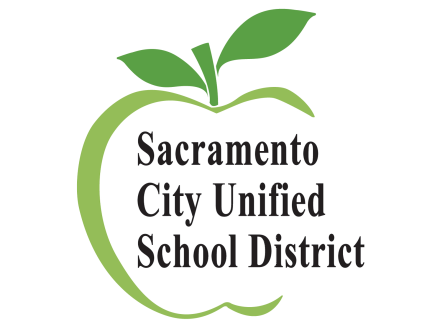 Sacramento
City Unified
School District